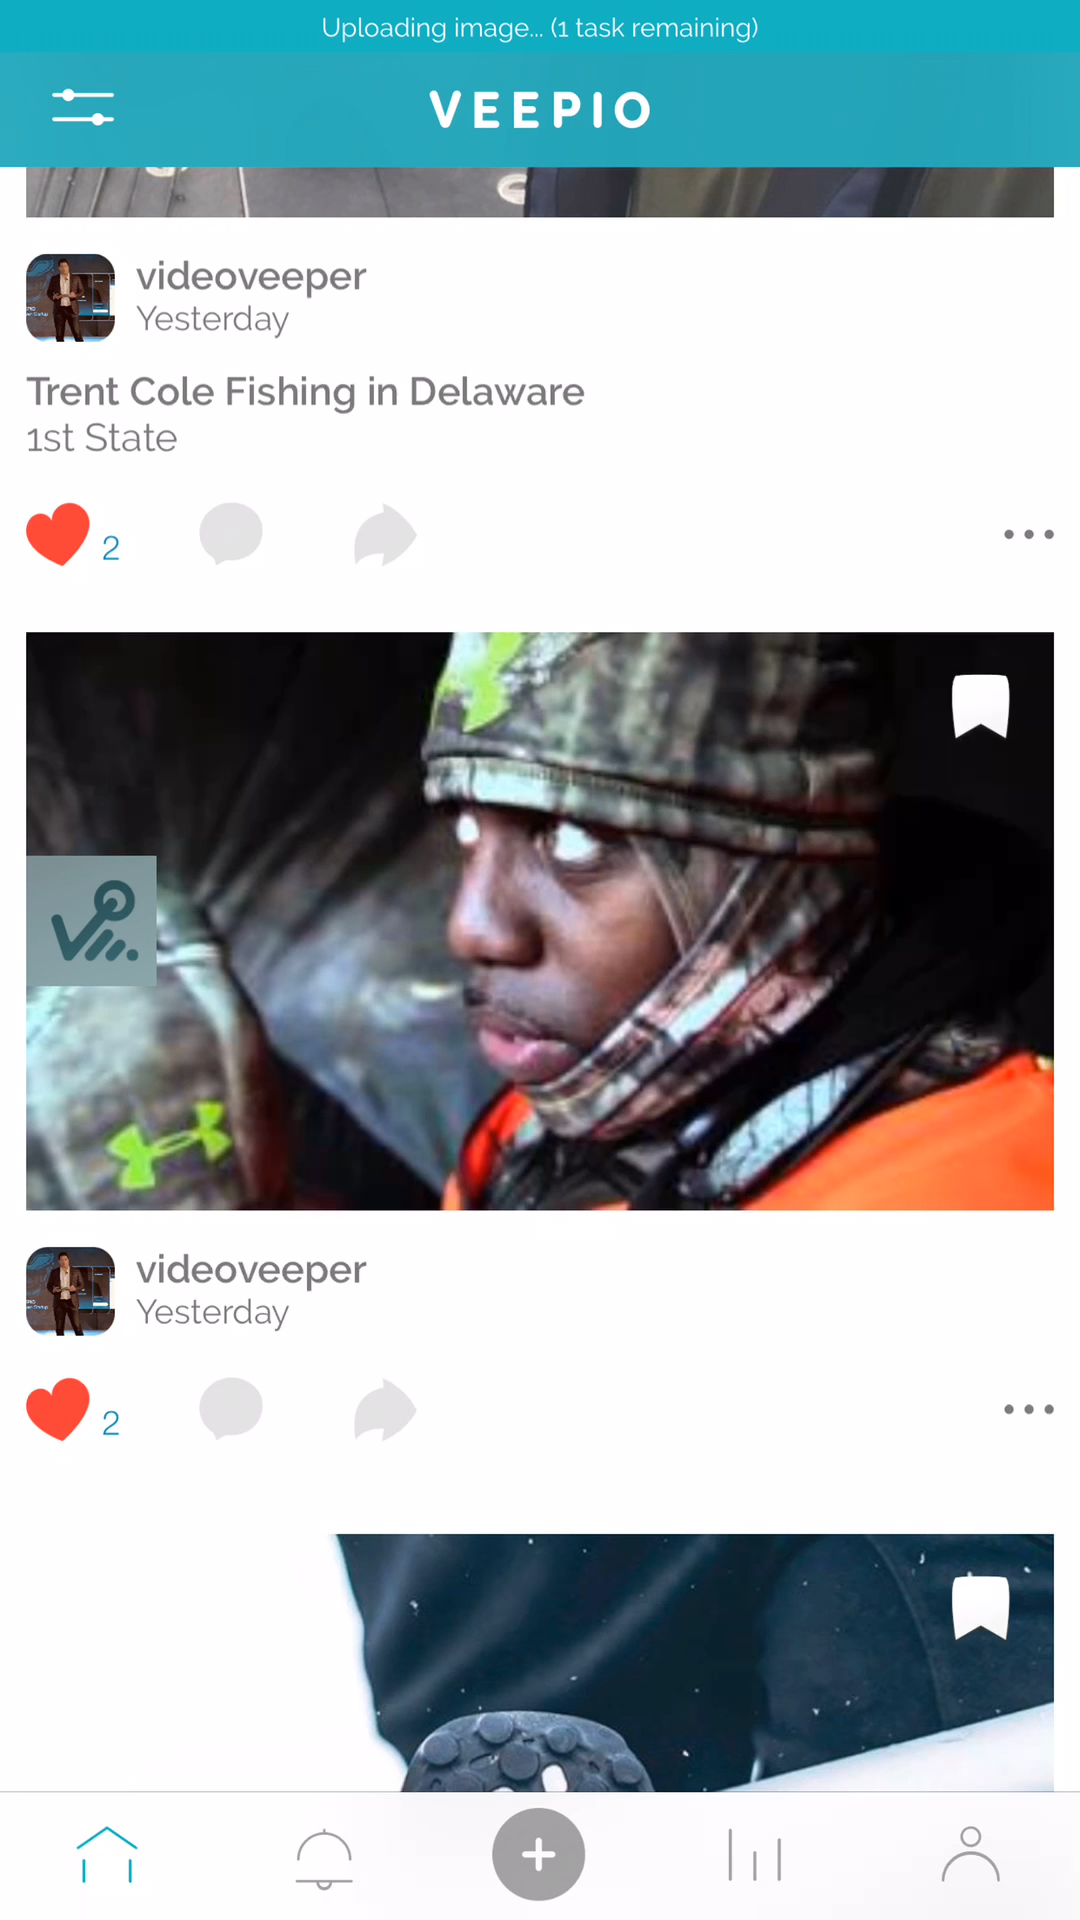 Uploading image... (1 task remaining)
VEEPIO
videoveeper
Yesterday
Trent Cole Fishing in Delaware
1st State
2
videoveeper
Yesterday
2